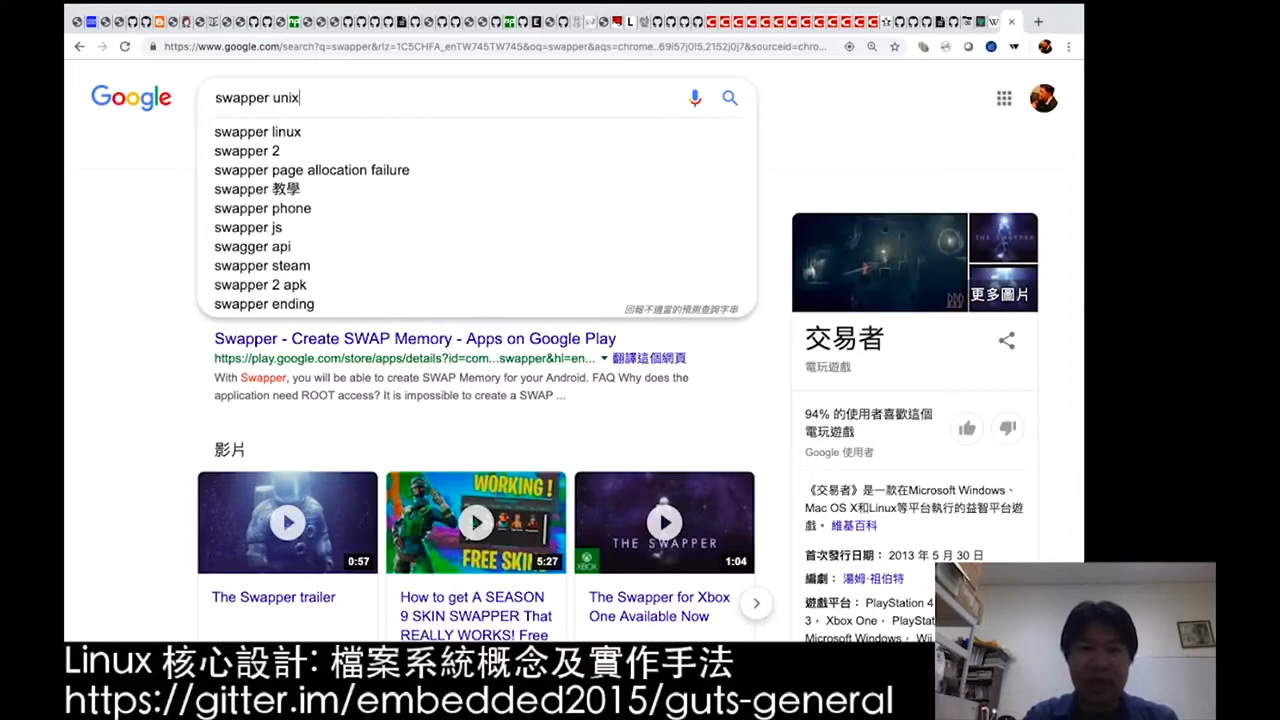 https://www.google.com/search?q=swapper&rlz=1C5CHFA_enTW745TW745&oq=swapper&aqs=chrome..69i57j0l5.2152j0j7&sourceid=chro...
Google
swapper unix
swapper linux
swapper 2
swapper page allocation failure
swapper 教學
swapper phone
swapper js
swagger api
swapper steam
swapper 2 apk
swapper ending
回報不適當的預測查詢字串
Swapper - Create SWAP Memory - Apps on Google Play
https://play.google.com/store/apps/details?id=com...swapper&hl=en... 翻譯這個網頁
With Swapper, you will be able to create SWAP Memory for your Android. FAQ Why does the
application need ROOT access? It is impossible to create a SWAP ...
影片
0:57
WORKING !
FREE SKIN
5:27
THE SWAPPER
XBOX
1:04
The Swapper trailer
How to get A SEASON
9 SKIN SWAPPER That
REALLY WORKS! Free
The Swapper for Xbox
One Available Now
THE SWAPPER
更多圖片
交易者
電玩遊戲
94% 的使用者喜歡這個
電玩遊戲
Google 使用者
《交易者》是一款在Microsoft Windows、
Mac OS X和Linux等平台執行的益智平台遊
戲。 維基百科
首次發行日期： 2013 年 5 月 30 日
編劇： 湯姆·祖伯特
遊戲平台： PlayStation 4
3， Xbox One， PlayStat
Microsoft Windows， Wii
Linux 核心設計: 檔案系統概念及實作手法
https://gitter.im/embedded2015/guts-general